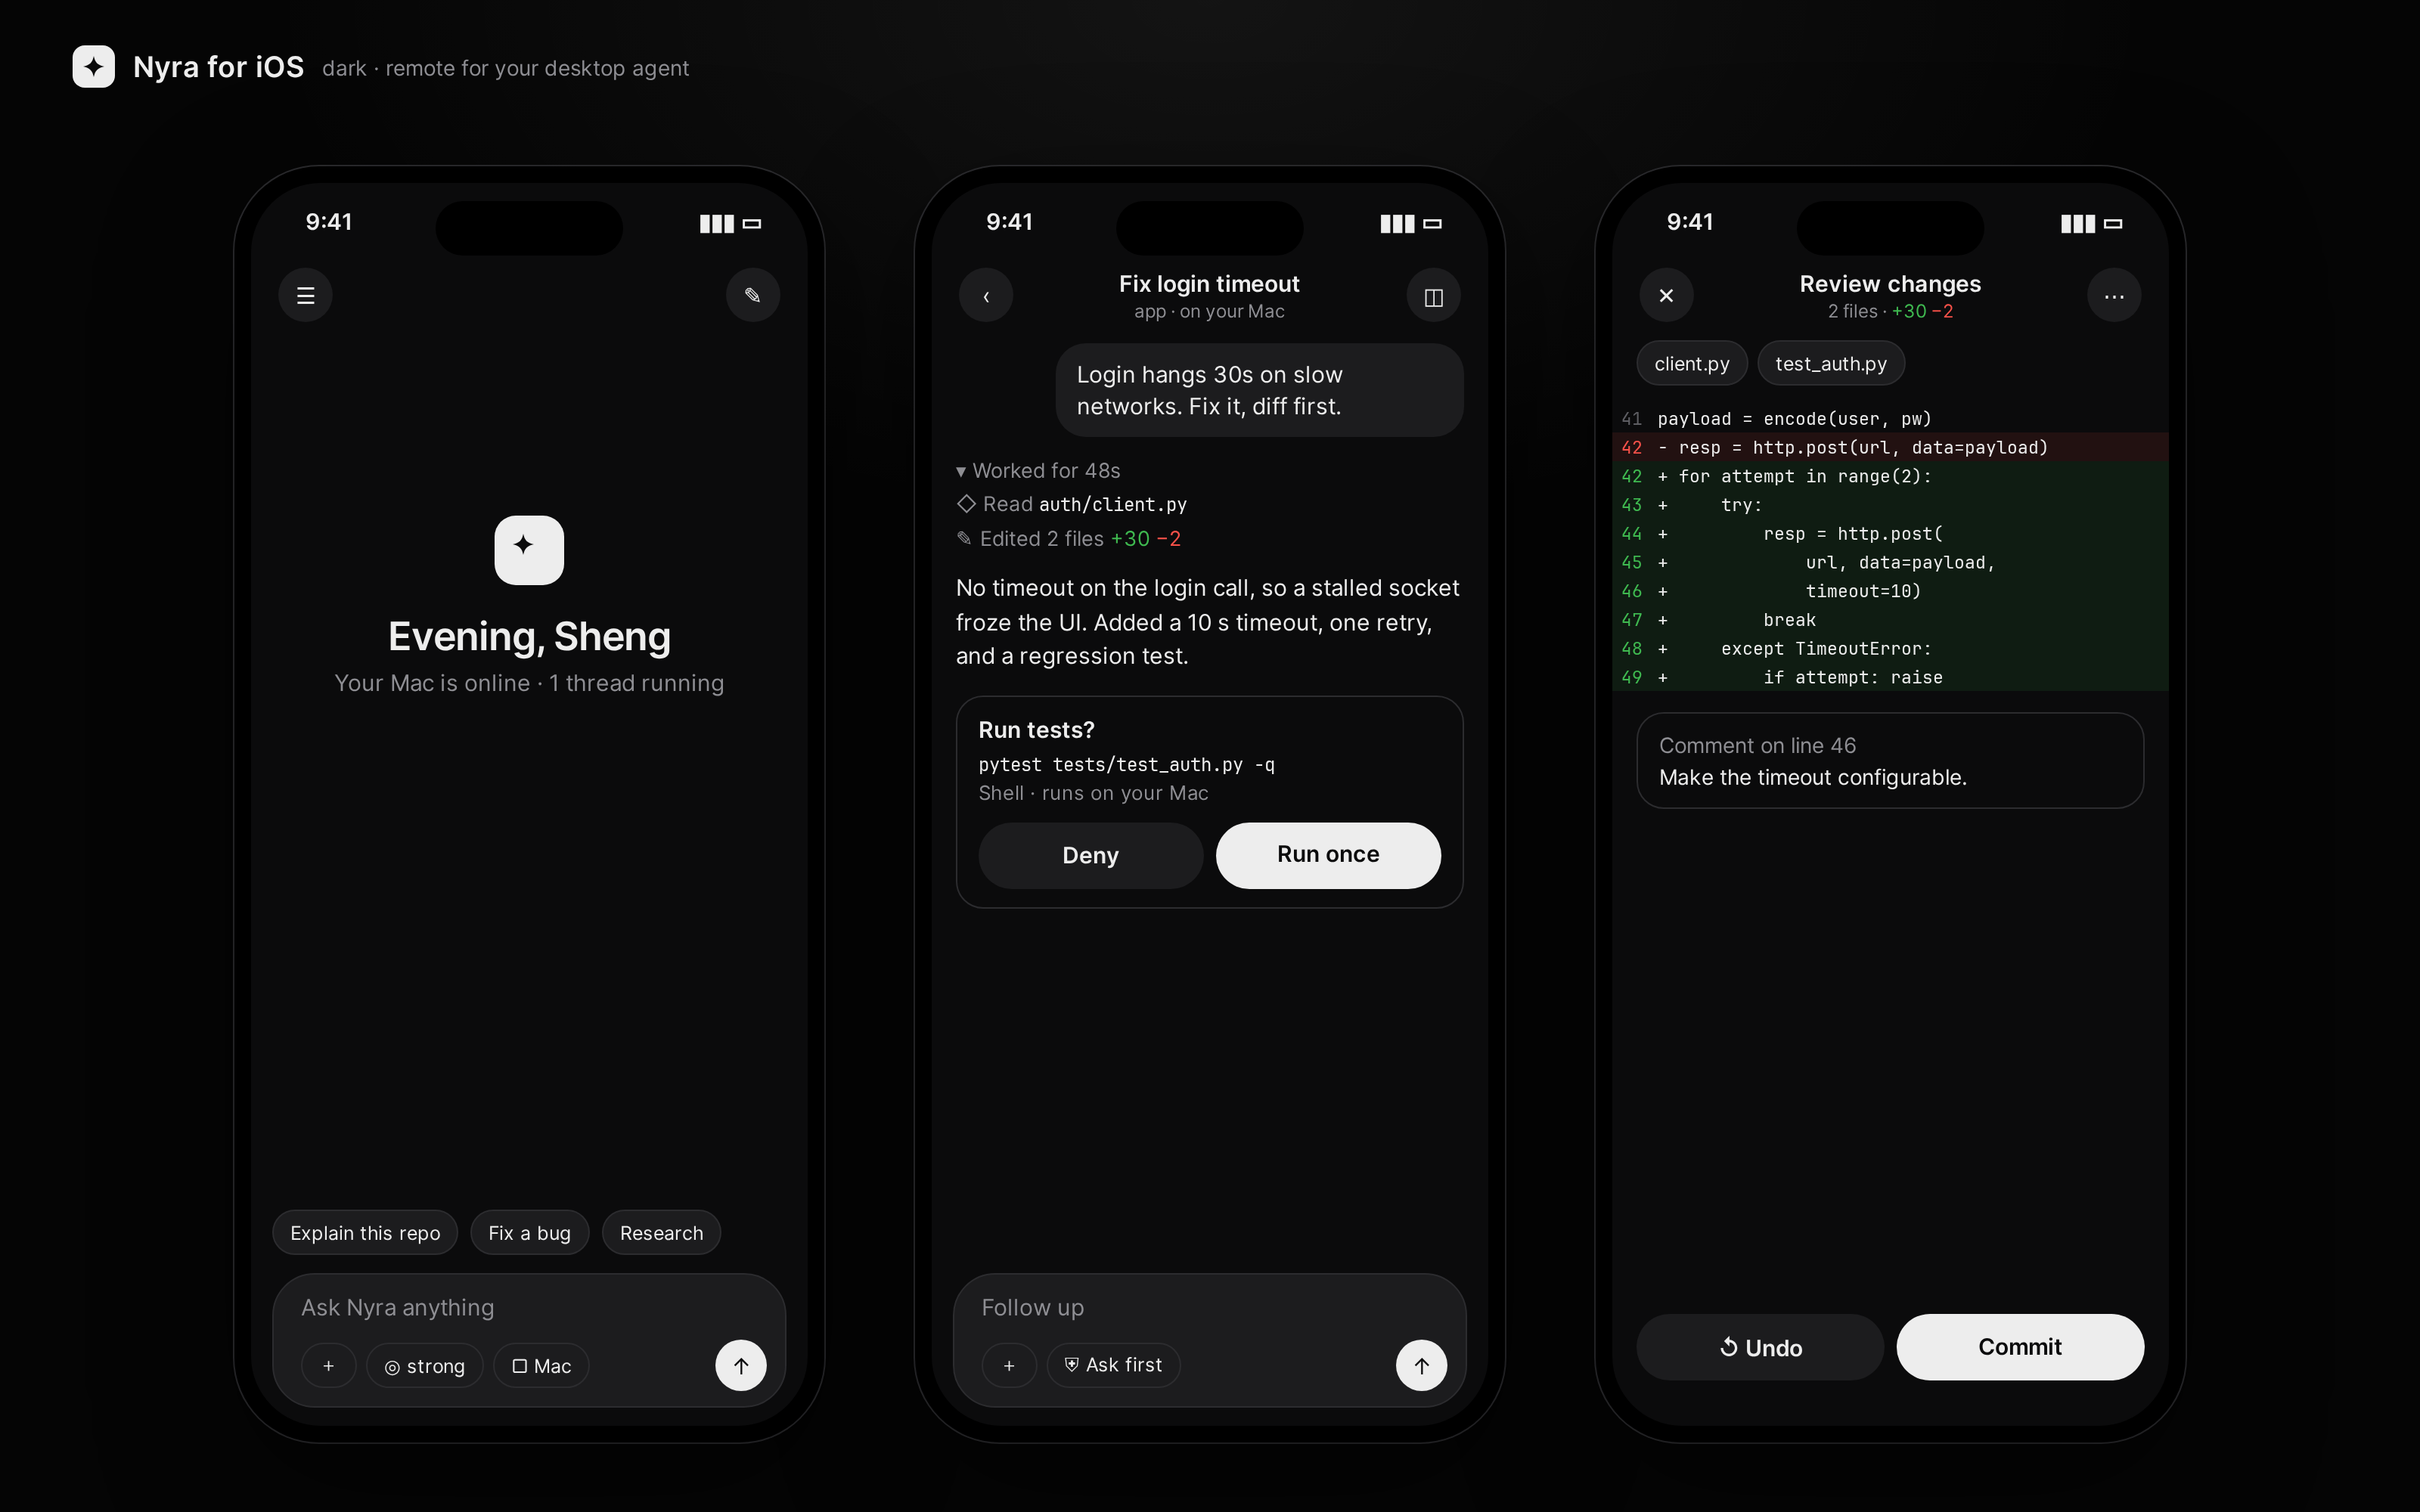 ✦ Nyra for iOS dark · remote for your desktop agent
9:41
☰ ✎
✦
Evening, Sheng
Your Mac is online · 1 thread running
Explain this repo Fix a bug Research
Ask Nyra anything
+ ◎ strong ☐ Mac ↑
9:41
‹ Fix login timeout ◫
app · on your Mac
Login hangs 30s on slow
networks. Fix it, diff first.
▾ Worked for 48s
◇ Read auth/client.py
✎ Edited 2 files +30 −2
No timeout on the login call, so a stalled socket
froze the UI. Added a 10 s timeout, one retry,
and a regression test.
Run tests?
pytest tests/test_auth.py -q
Shell · runs on your Mac
Deny Run once
Follow up
+ ⛨ Ask first ↑
9:41
✕ Review changes ⋯
2 files · +30 −2
client.py test_auth.py
41 payload = encode(user, pw)
42 - resp = http.post(url, data=payload)
42 + for attempt in range(2):
43 +     try:
44 +         resp = http.post(
45 +             url, data=payload,
46 +             timeout=10)
47 +         break
48 +     except TimeoutError:
49 +         if attempt: raise
Comment on line 46
Make the timeout configurable.
↺ Undo Commit